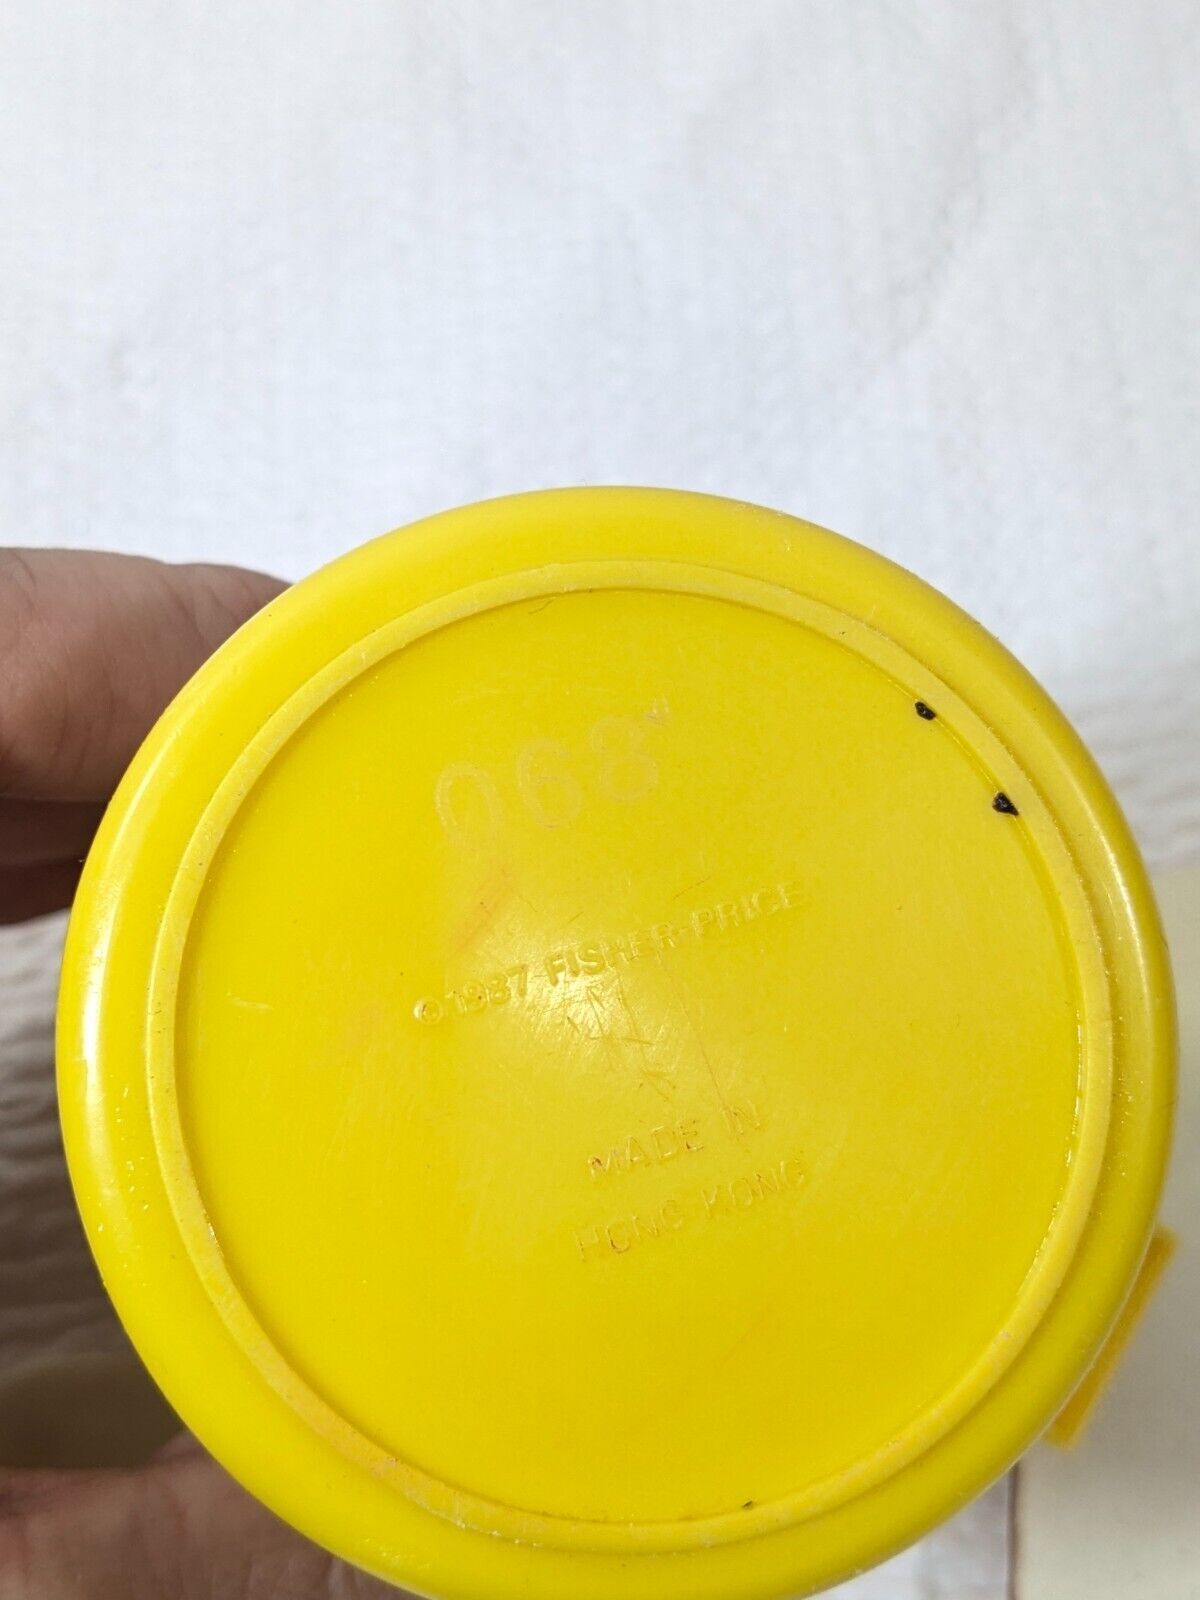 068
©1987 FISHER-PRICE
MADE IN
HONG KONG